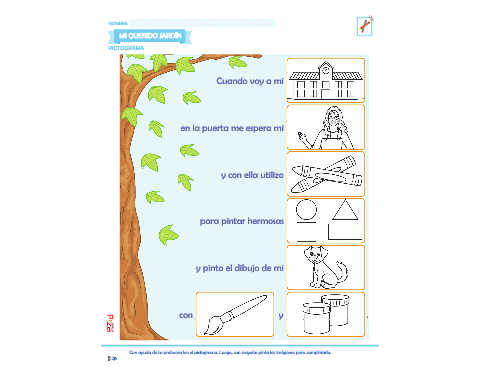 NOMBRE
MI QUERIDO JARDÍN
PICTOGRAMA
Cuando voy a mi
en la puerta me espera mi
y con ella utilizo
para pintar hermosas
y pinto el dibujo de mi
con
y
.
Con ayuda de tu profesora lee el pictograma. Luego, con crayolas pinta las imágenes para completarlo.